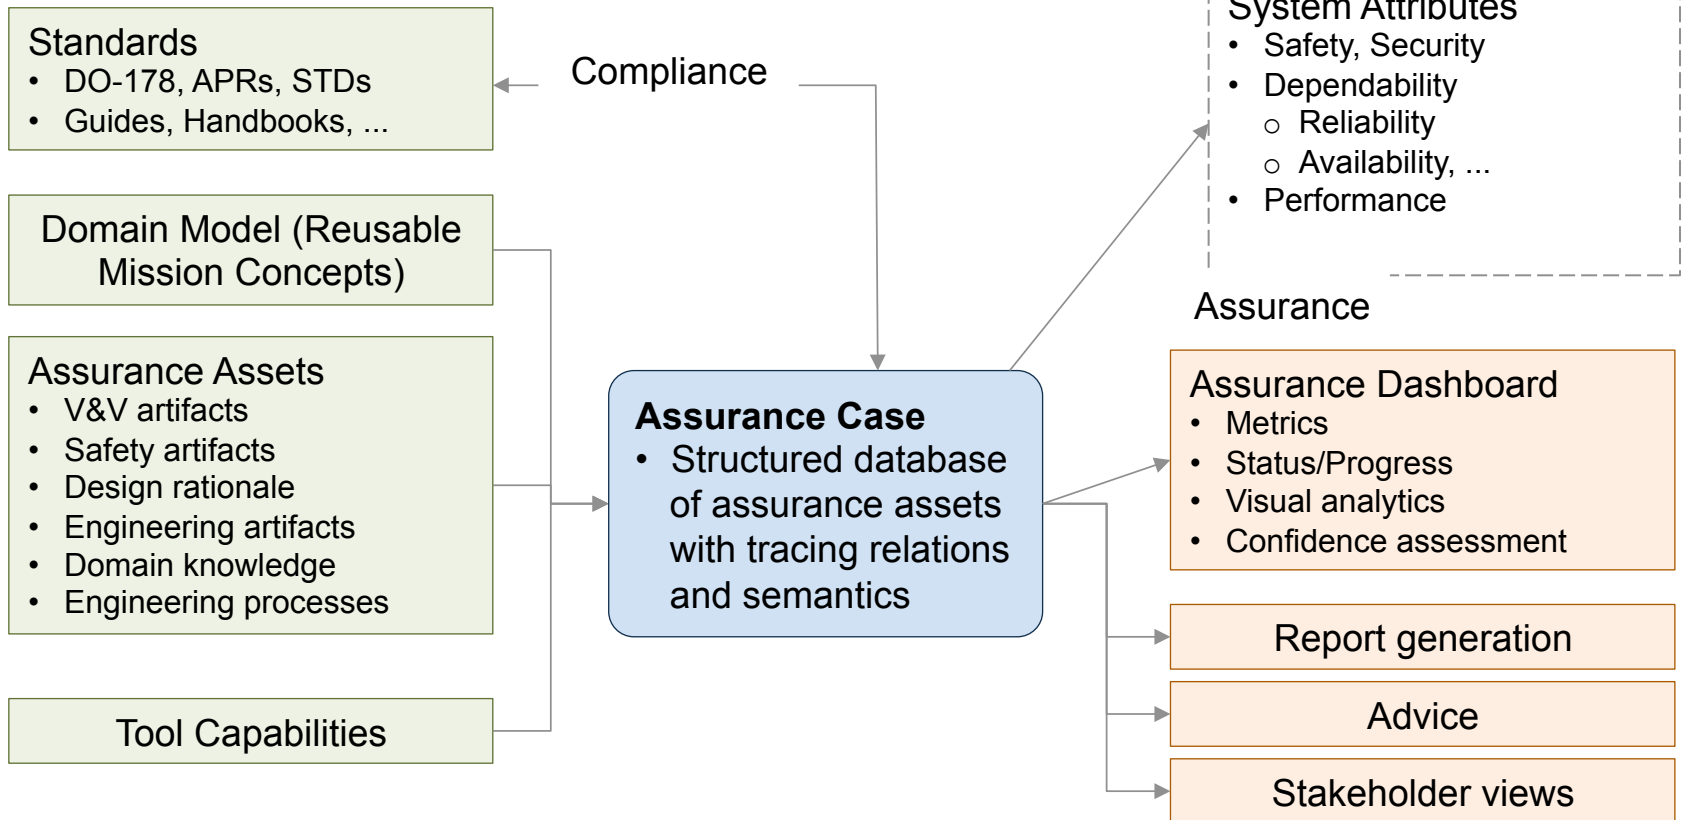 Standards
• DO-178, APRs, STDs
• Guides, Handbooks, ...
Compliance
System Attributes
• Safety, Security
• Dependability
o Reliability
o Availability, ...
• Performance
Domain Model (Reusable
Mission Concepts)
Assurance
Assurance Assets
• V&V artifacts
• Safety artifacts
• Design rationale
• Engineering artifacts
• Domain knowledge
• Engineering processes
Assurance Case
• Structured database
of assurance assets
with tracing relations
and semantics
Assurance Dashboard
• Metrics
• Status/Progress
• Visual analytics
• Confidence assessment
Tool Capabilities
Report generation
Advice
Stakeholder views